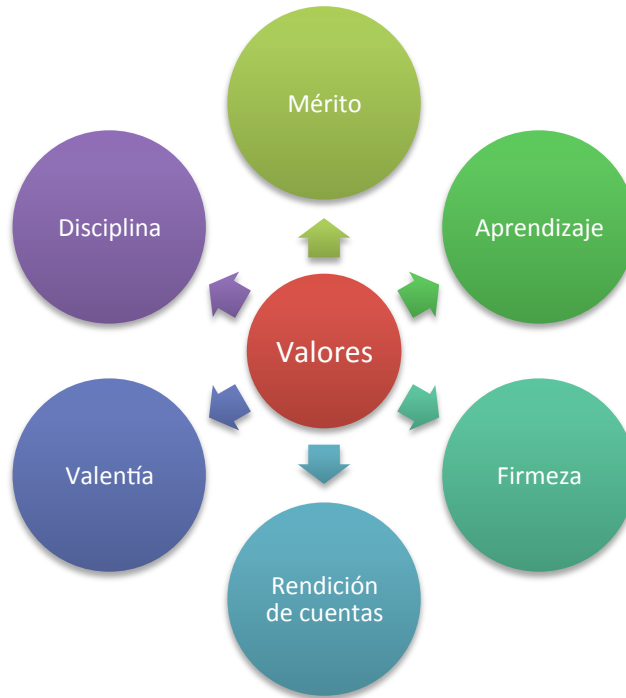 Mérito
Disciplina
Aprendizaje
Valores
Valentía
Firmeza
Rendición
de cuentas